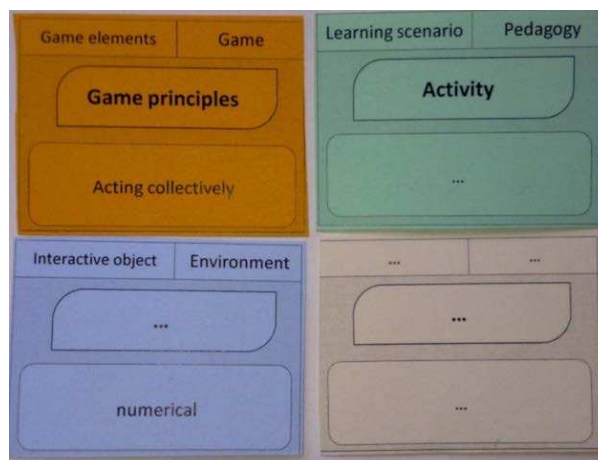 Game elements Game
Game principles
Acting collectively
Learning scenario Pedagogy
Activity
...
Interactive object Environment
...
numerical
... ...
...
...